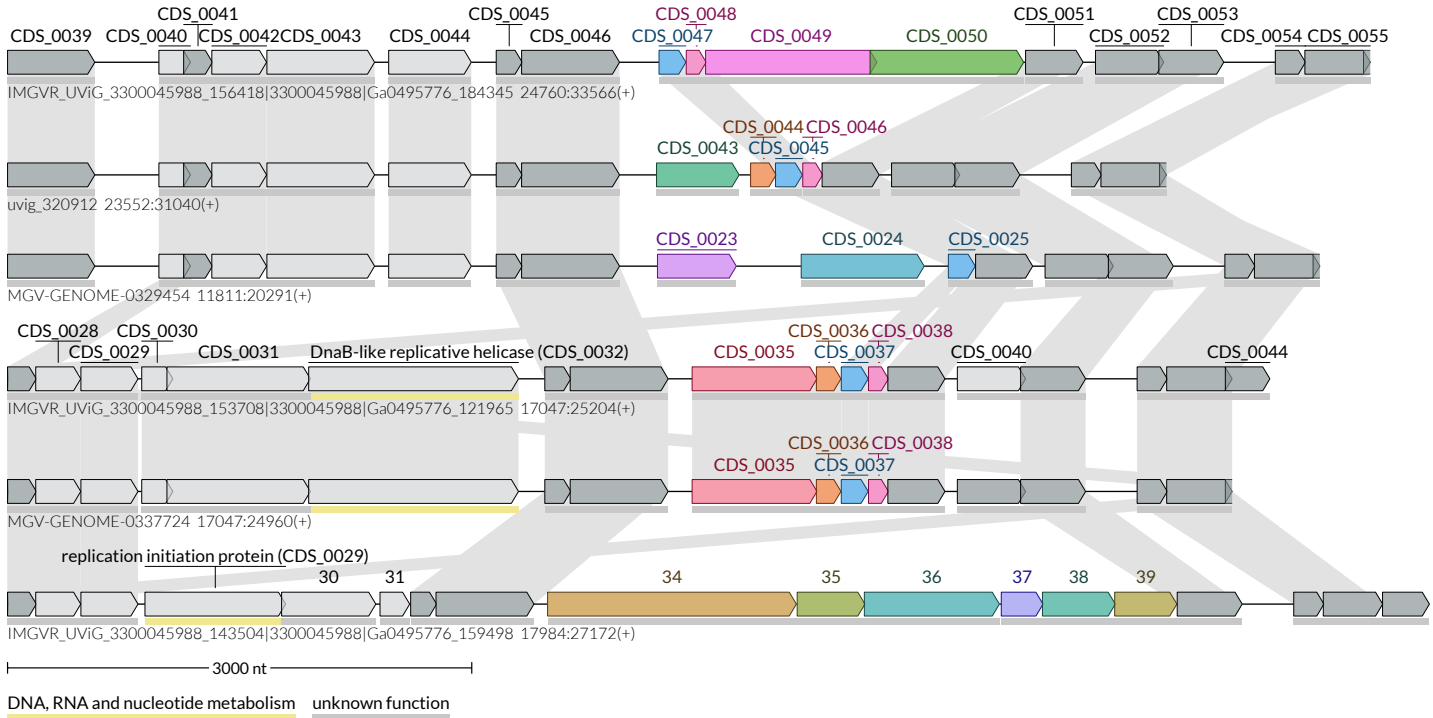 CDS_0041 CDS_0045 CDS_0048 CDS_0051 CDS_0053
CDS_0039 CDS_0040 CDS_0042 CDS_0043 CDS_0044 CDS_0046 CDS_0047 CDS_0049 CDS_0050 CDS_0052 CDS_0054 CDS_0055
IMGVR_UViG_3300045988_156418|3300045988|Ga0495776_184345 24760:33566(+)
CDS_0044 CDS_0046
CDS_0043 CDS_0045
uvig_320912 23552:31040(+)
CDS_0023 CDS_0024 CDS_0025
MGV-GENOME-0329454 11811:20291(+)
CDS_0028 CDS_0030 CDS_0036 CDS_0038
CDS_0029 CDS_0031 DnaB-like replicative helicase (CDS_0032) CDS_0035 CDS_0037 CDS_0040 CDS_0044
IMGVR_UViG_3300045988_153708|3300045988|Ga0495776_121965 17047:25204(+)
CDS_0036 CDS_0038
CDS_0035 CDS_0037
MGV-GENOME-0337724 17047:24960(+)
replication initiation protein (CDS_0029)
30 31 34 35 36 37 38 39
IMGVR_UViG_3300045988_143504|3300045988|Ga0495776_159498 17984:27172(+)
3000 nt
DNA, RNA and nucleotide metabolism unknown function